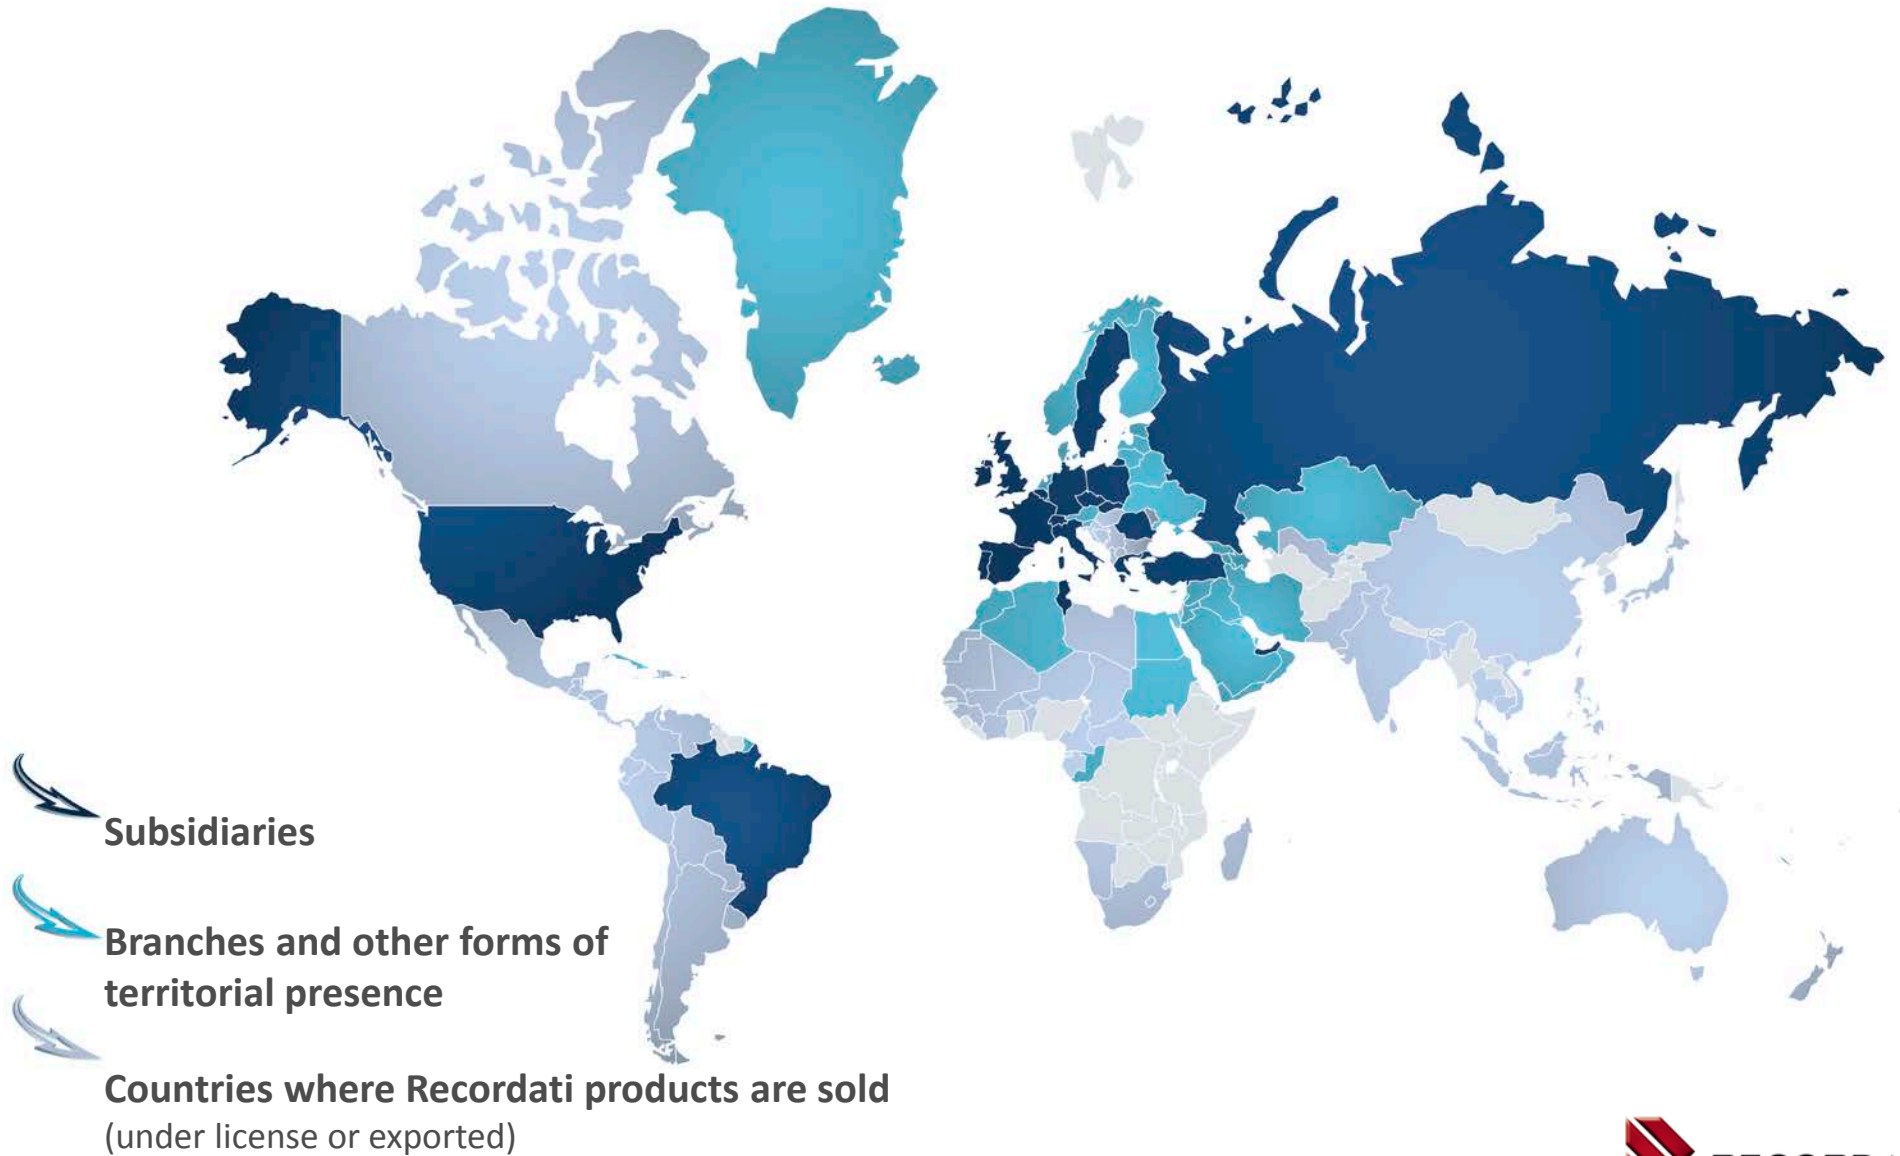 Subsidiaries
Branches and other forms of
territorial presence
Countries where Recordati products are sold
(under license or exported)